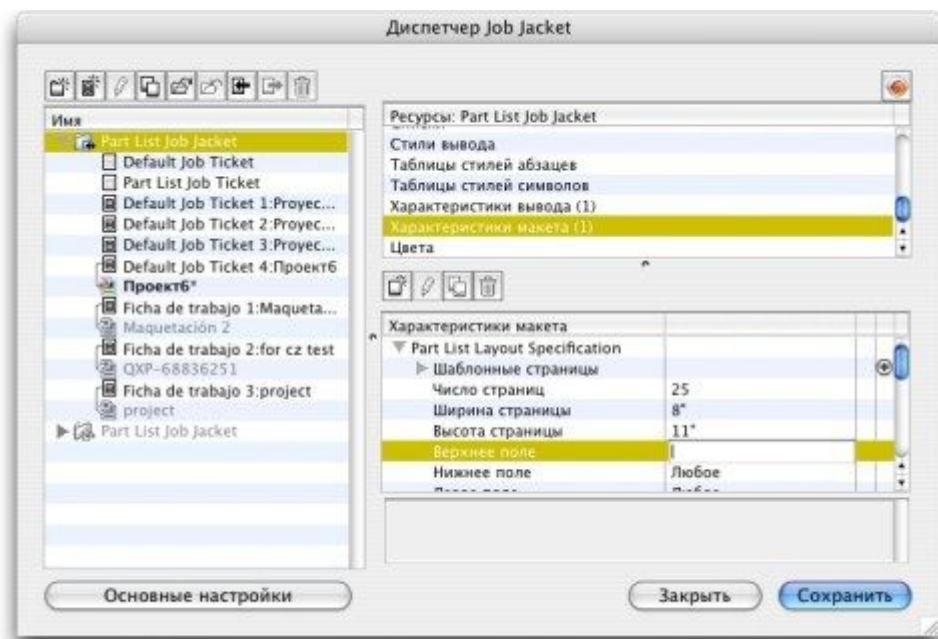 Диспетчер Job Jacket
Имя
Part List Job Jacket
Default Job Ticket
Part List Job Ticket
Default Job Ticket 1:Proyec...
Default Job Ticket 2:Proyec...
Default Job Ticket 3:Proyec...
Default Job Ticket 4:Проект6
Проект6*
Ficha de trabajo 1:Maqueta...
Maquetación 2
Ficha de trabajo 2:for cz test
QXP-68836251
Ficha de trabajo 3:project
project
Part List Job Jacket
Основные настройки
Ресурсы: Part List Job Jacket
Стили вывода
Таблицы стилей абзацев
Таблицы стилей символов
Характеристики вывода (1)
Характеристики макета (1)
Цвета
Характеристики макета
Part List Layout Specification
Шаблонные страницы
Число страниц 25
Ширина страницы 8"
Высота страницы 11"
Верхнее поле
Нижнее поле Любое
Закрыть
Сохранить